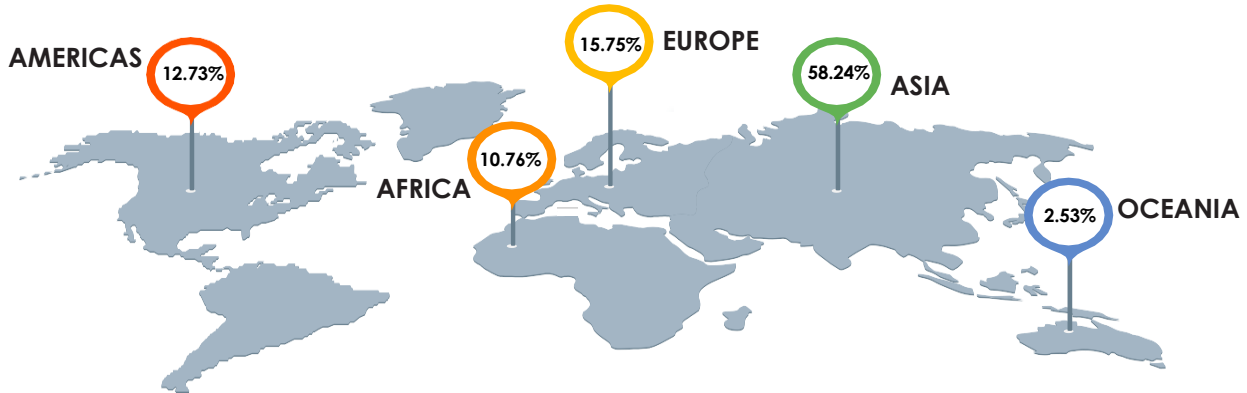 AMERICAS
12.73%
15.75%
EUROPE
58.24%
ASIA
AFRICA
10.76%
2.53%
OCEANIA